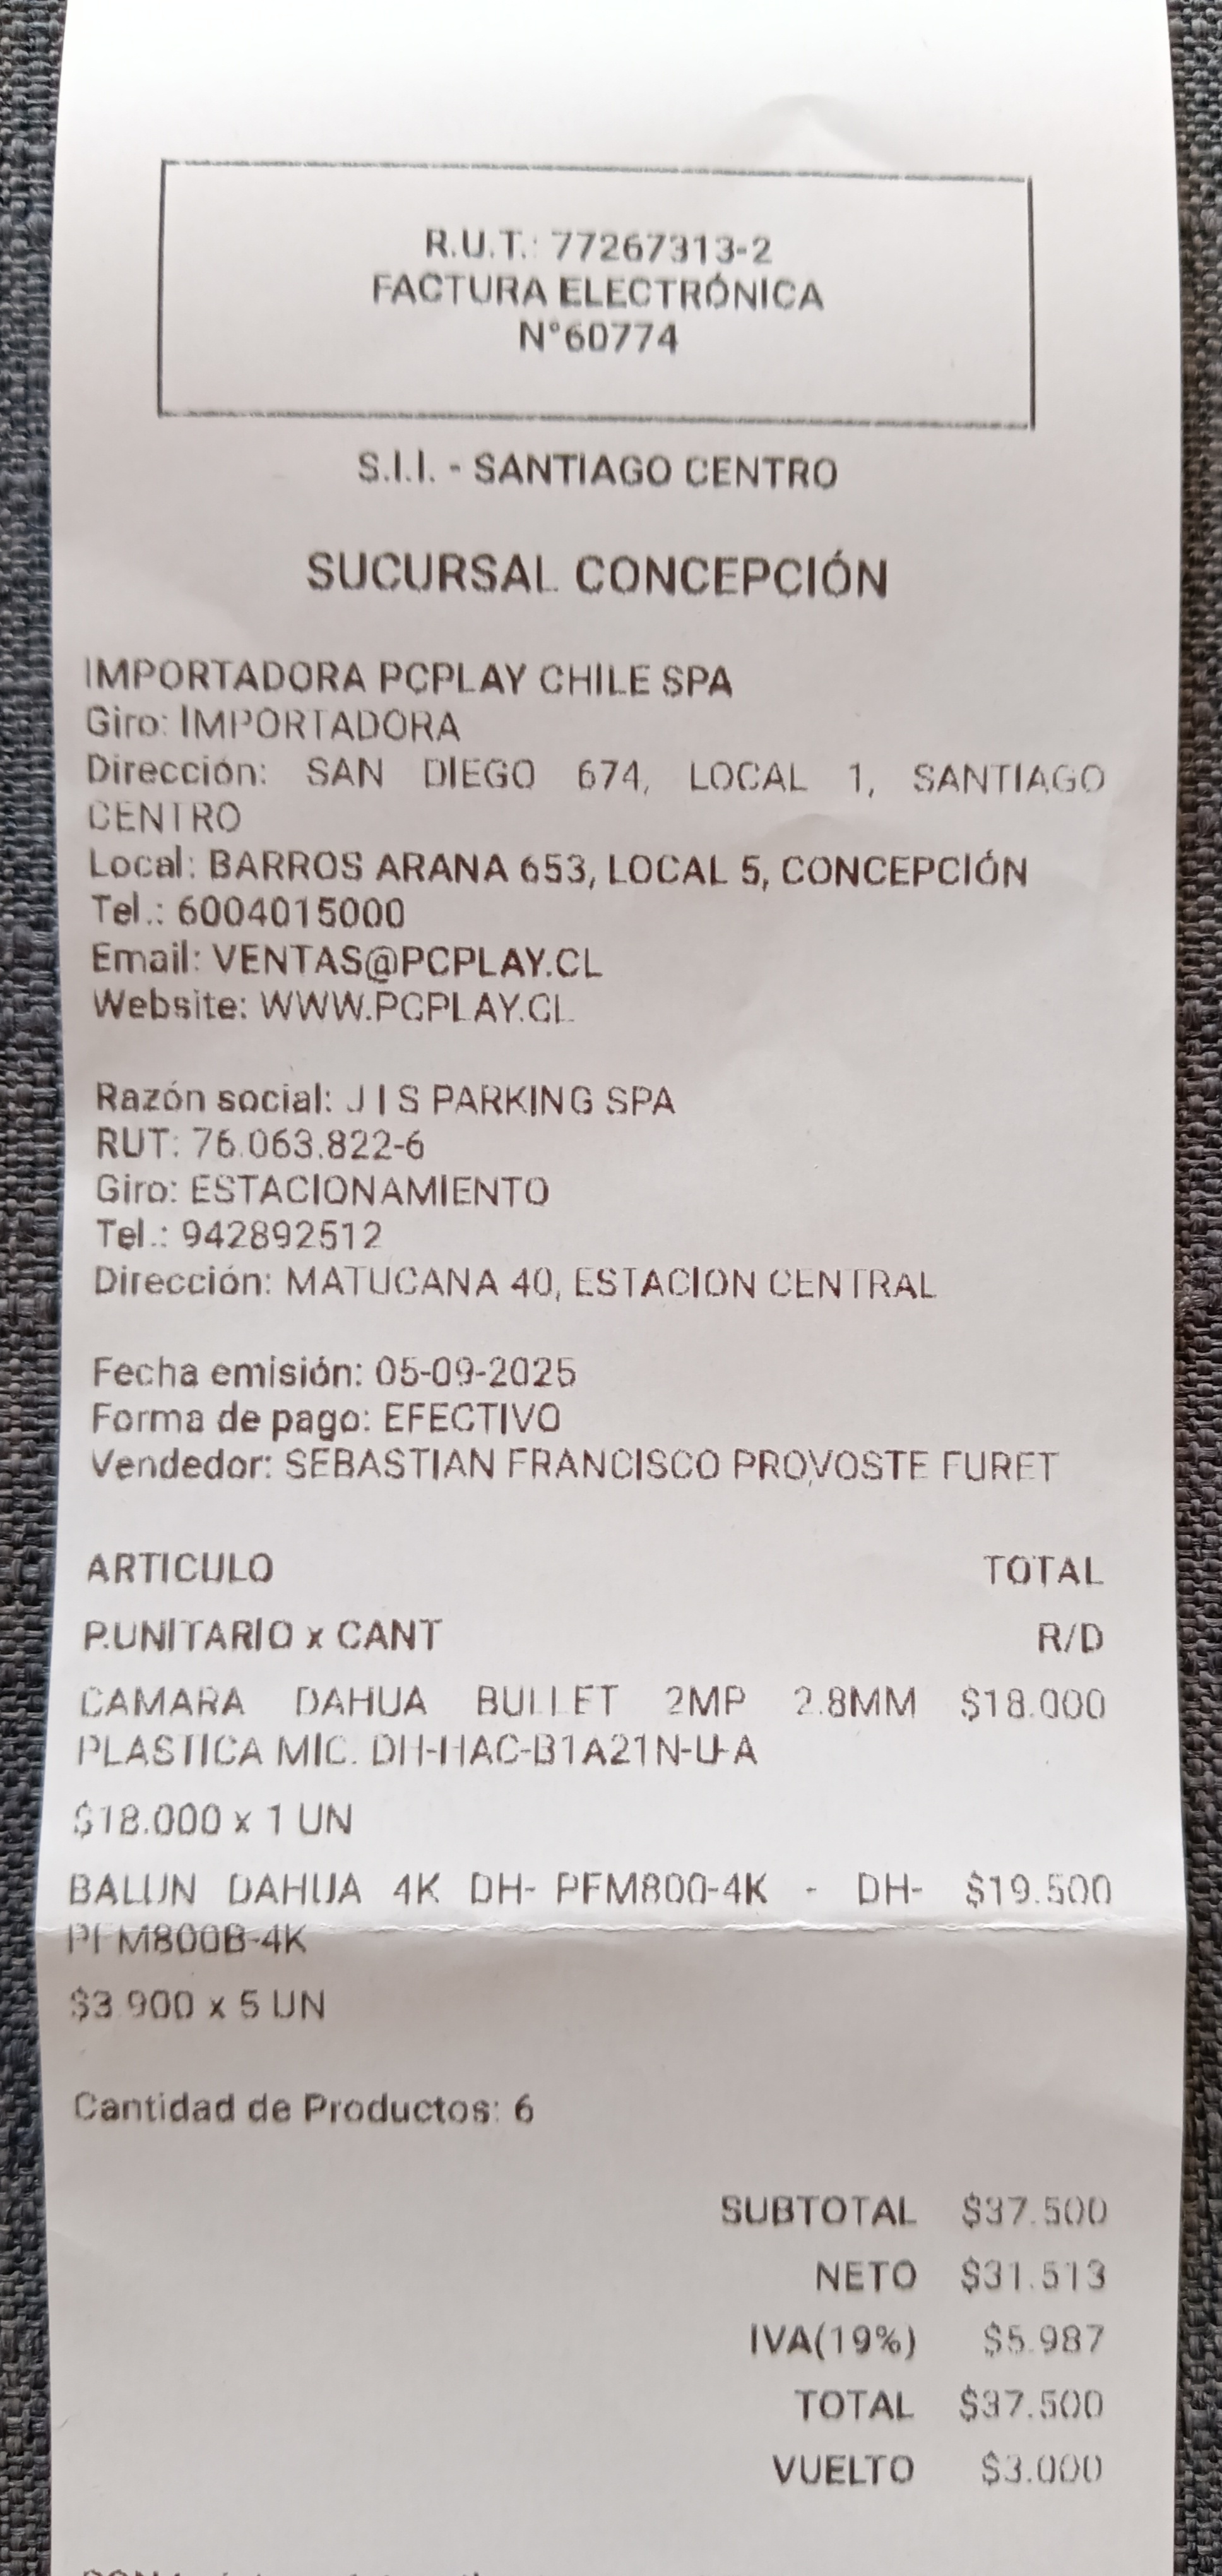 R.U.T.: 77267313-2
FACTURA ELECTRÓNICA
N°60774
S.I.I. - SANTIAGO CENTRO
SUCURSAL CONCEPCIÓN
IMPORTADORA PCPLAY CHILE SPA
Giro: IMPORTADORA
Dirección: SAN DIEGO 674, LOCAL 1, SANTIAGO
CENTRO
Local: BARROS ARANA 653, LOCAL 5, CONCEPCIÓN
Tel.: 6004015000
Email: VENTAS@PCPLAY.CL
Website: WWW.PCPLAY.CL
Razón social: J I S PARKING SPA
RUT: 76.063.822-6
Giro: ESTACIONAMIENTO
Tel.: 942892512
Dirección: MATUCANA 40, ESTACION CENTRAL
Fecha emisión: 05-09-2025
Forma de pago: EFECTIVO
Vendedor: SEBASTIAN FRANCISCO PROVOSTE FURET
ARTICULO TOTAL
P.UNITARIO x CANT R/D
CAMARA DAHUA BULLET 2MP 2.8MM $18.000
PLASTICA MIC. DH-HAC-B1A21N-U-A
$18.000 x 1 UN
BALUN DAHUA 4K DH- PFM800-4K - DH- $19.500
PFM800B-4K
$3.900 x 5 UN
Cantidad de Productos: 6
SUBTOTAL $37.500
NETO $31.513
IVA(19%) $5.987
TOTAL $37.500
VUELTO $3.000